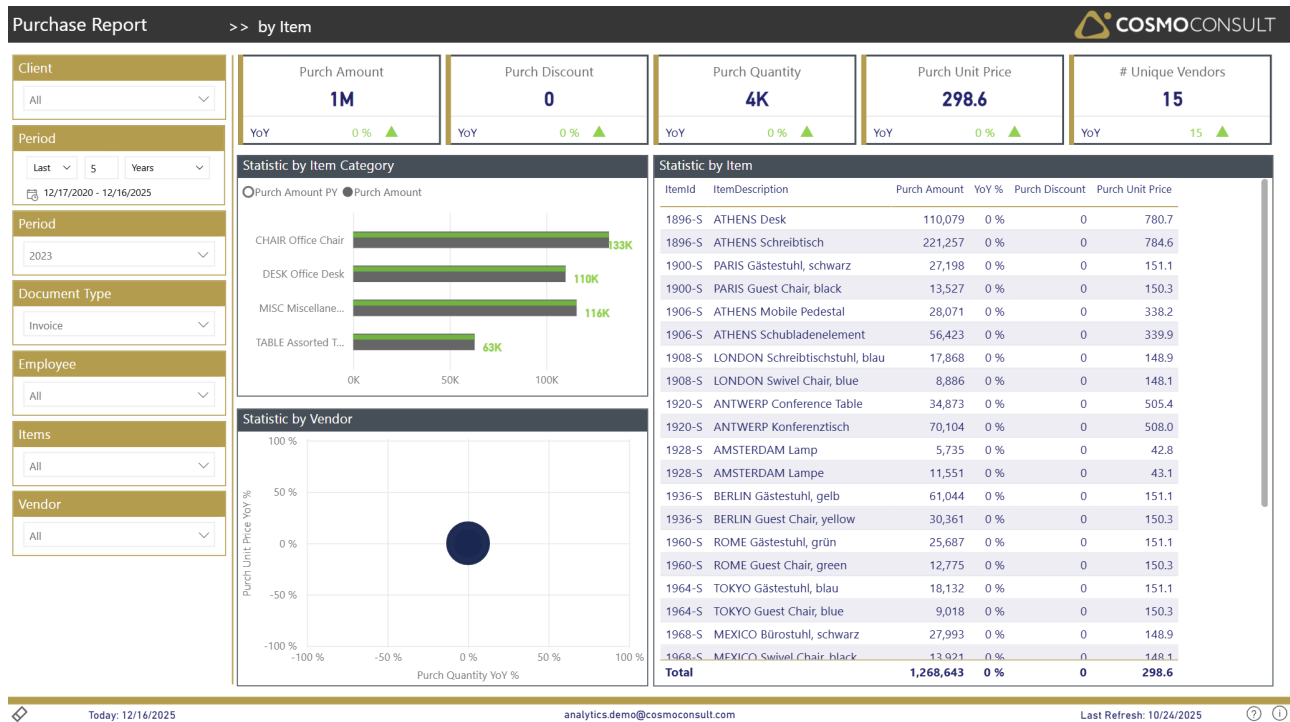 Purchase Report >> by Item
COSMOCONSULT
Client
All
Period
Last 5 Years
12/17/2020 - 12/16/2025
Period
2023
Document Type
Invoice
Employee
All
Items
All
Vendor
All
Purch Amount
1M
YoY 0 %
Purch Discount
0
YoY 0 %
Purch Quantity
4K
YoY 0 %
Purch Unit Price
298.6
YoY 0 %
# Unique Vendors
15
YoY 15
Statistic by Item Category
Purch Amount PY Purch Amount
CHAIR Office Chair 133K
DESK Office Desk 110K
MISC Miscellane... 116K
TABLE Assorted T... 63K
0K 50K 100K
Statistic by Vendor
Purch Unit Price YoY %
100 %
50 %
0 %
-50 %
-100 %
-100 % -50 % 0 % 50 % 100 %
Purch Quantity YoY %
Statistic by Item
ItemId ItemDescription Purch Amount YoY % Purch Discount Purch Unit Price
1896-S ATHENS Desk 110,079 0 % 0 780.7
1896-S ATHENS Schreibtisch 221,257 0 % 0 784.6
1900-S PARIS Gästestuhl, schwarz 27,198 0 % 0 151.1
1900-S PARIS Guest Chair, black 13,527 0 % 0 150.3
1906-S ATHENS Mobile Pedestal 28,071 0 % 0 338.2
1906-S ATHENS Schubladenelement 56,423 0 % 0 339.9
1908-S LONDON Schreibtischstuhl, blau 17,868 0 % 0 148.9
1908-S LONDON Swivel Chair, blue 8,886 0 % 0 148.1
1920-S ANTWERP Conference Table 34,873 0 % 0 505.4
1920-S ANTWERP Konferenztisch 70,104 0 % 0 508.0
1928-S AMSTERDAM Lamp 5,735 0 % 0 42.8
1928-S AMSTERDAM Lampe 11,551 0 % 0 43.1
1936-S BERLIN Gästestuhl, gelb 61,044 0 % 0 151.1
1936-S BERLIN Guest Chair, yellow 30,361 0 % 0 150.3
1960-S ROME Gästestuhl, grün 25,687 0 % 0 151.1
1960-S ROME Guest Chair, green 12,775 0 % 0 150.3
1964-S TOKYO Gästestuhl, blau 18,132 0 % 0 151.1
1964-S TOKYO Guest Chair, blue 9,018 0 % 0 150.3
1968-S MEXICO Bürostuhl, schwarz 27,993 0 % 0 148.9
1968-S MEXICO Swivel Chair, black 13,921 0 % 0 148.1
Total 1,268,643 0 % 0 298.6
Today: 12/16/2025
analytics.demo@cosmoconsult.com
Last Refresh: 10/24/2025